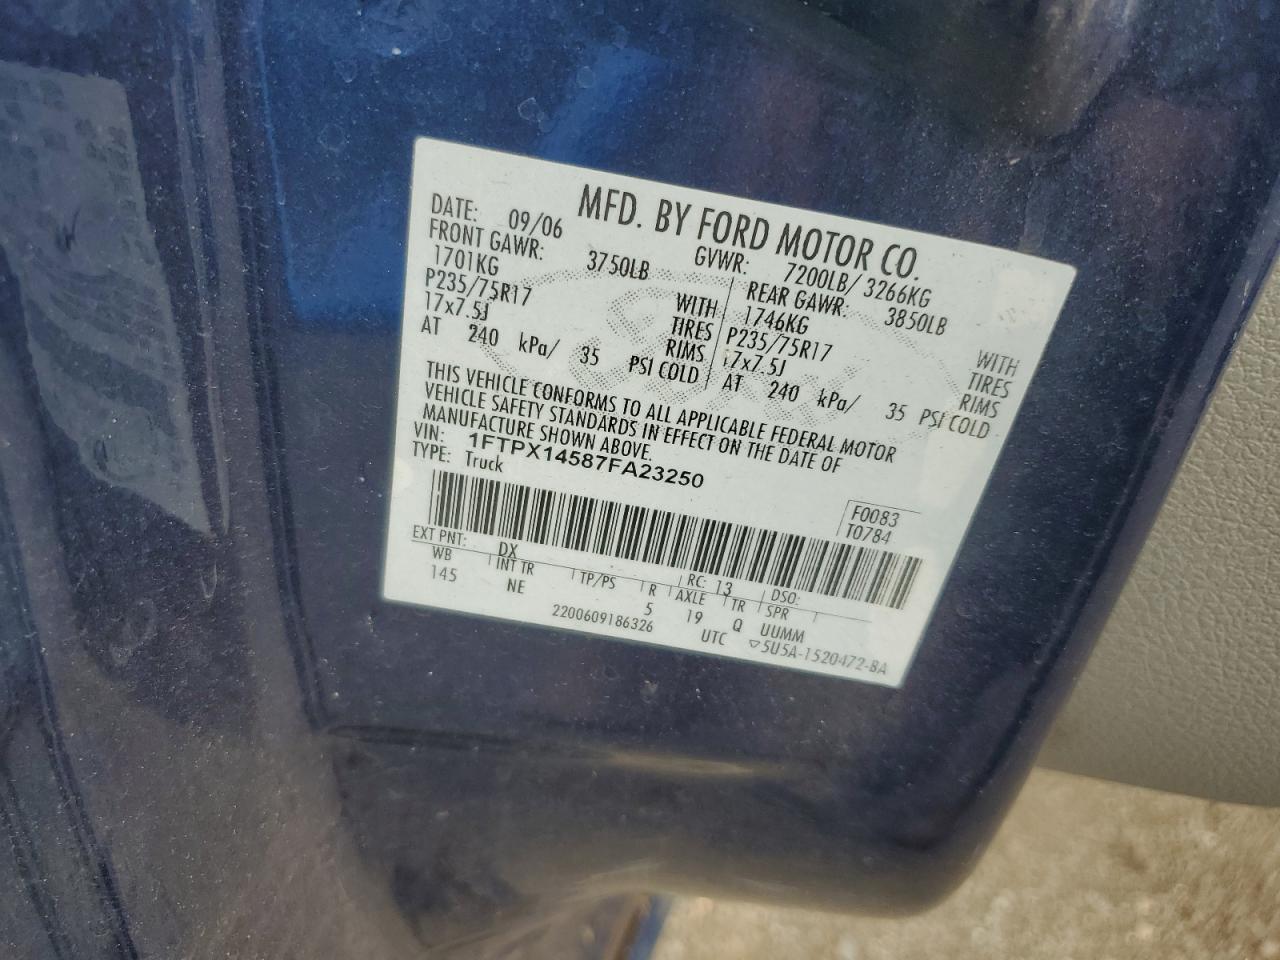 MFD. BY FORD MOTOR CO.
DATE: 09/06 GVWR: 7200LB/ 3266KG
FRONT GAWR: 3750LB REAR GAWR: 3850LB
1701KG WITH 1746KG WITH
P235/75R17 TIRES P235/75R17 TIRES
17x7.5J RIMS 17x7.5J RIMS
AT 240 kPa/ 35 PSI COLD AT 240 kPa/ 35 PSI COLD
THIS VEHICLE CONFORMS TO ALL APPLICABLE FEDERAL MOTOR
VEHICLE SAFETY STANDARDS IN EFFECT ON THE DATE OF
MANUFACTURE SHOWN ABOVE.
VIN: 1FTPX14587FA23250
TYPE: Truck
F0083
T0784
EXT PNT: DX RC: 13 DSO:
WB INT TR TP/PS R AXLE TR SPR
145 NE 5 19 Q UUMM
2200609186326 UTC ▽5U5A-1520472-BA